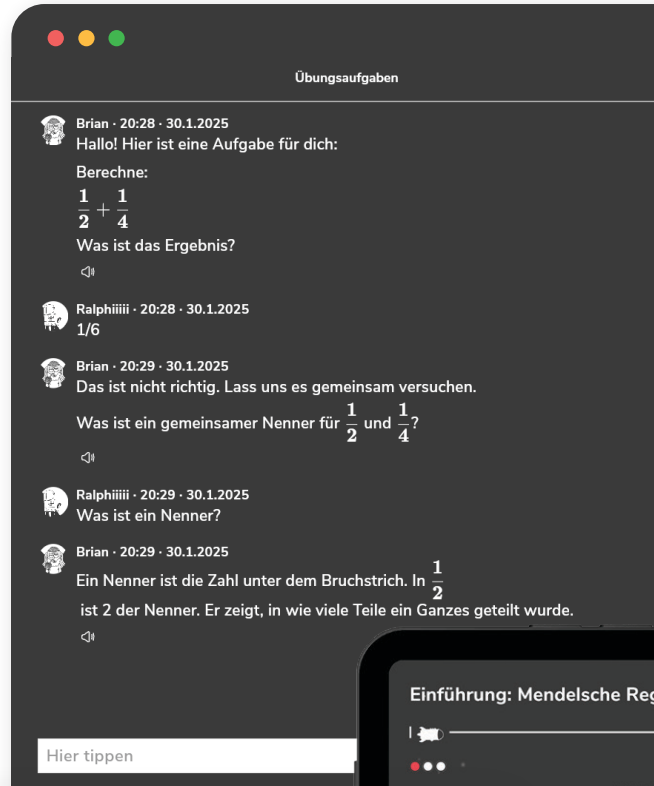 Übungsaufgaben
Brian · 20:28 · 30.1.2025
Hallo! Hier ist eine Aufgabe für dich:
Berechne:
1/2 + 1/4
Was ist das Ergebnis?
Ralphiiiii · 20:28 · 30.1.2025
1/6
Brian · 20:29 · 30.1.2025
Das ist nicht richtig. Lass uns es gemeinsam versuchen.
Was ist ein gemeinsamer Nenner für 1/2 und 1/4?
Ralphiiiii · 20:29 · 30.1.2025
Was ist ein Nenner?
Brian · 20:29 · 30.1.2025
Ein Nenner ist die Zahl unter dem Bruchstrich. In 1/2
ist 2 der Nenner. Er zeigt, in wie viele Teile ein Ganzes geteilt wurde.
Einführung: Mendelsche Reg
Hier tippen